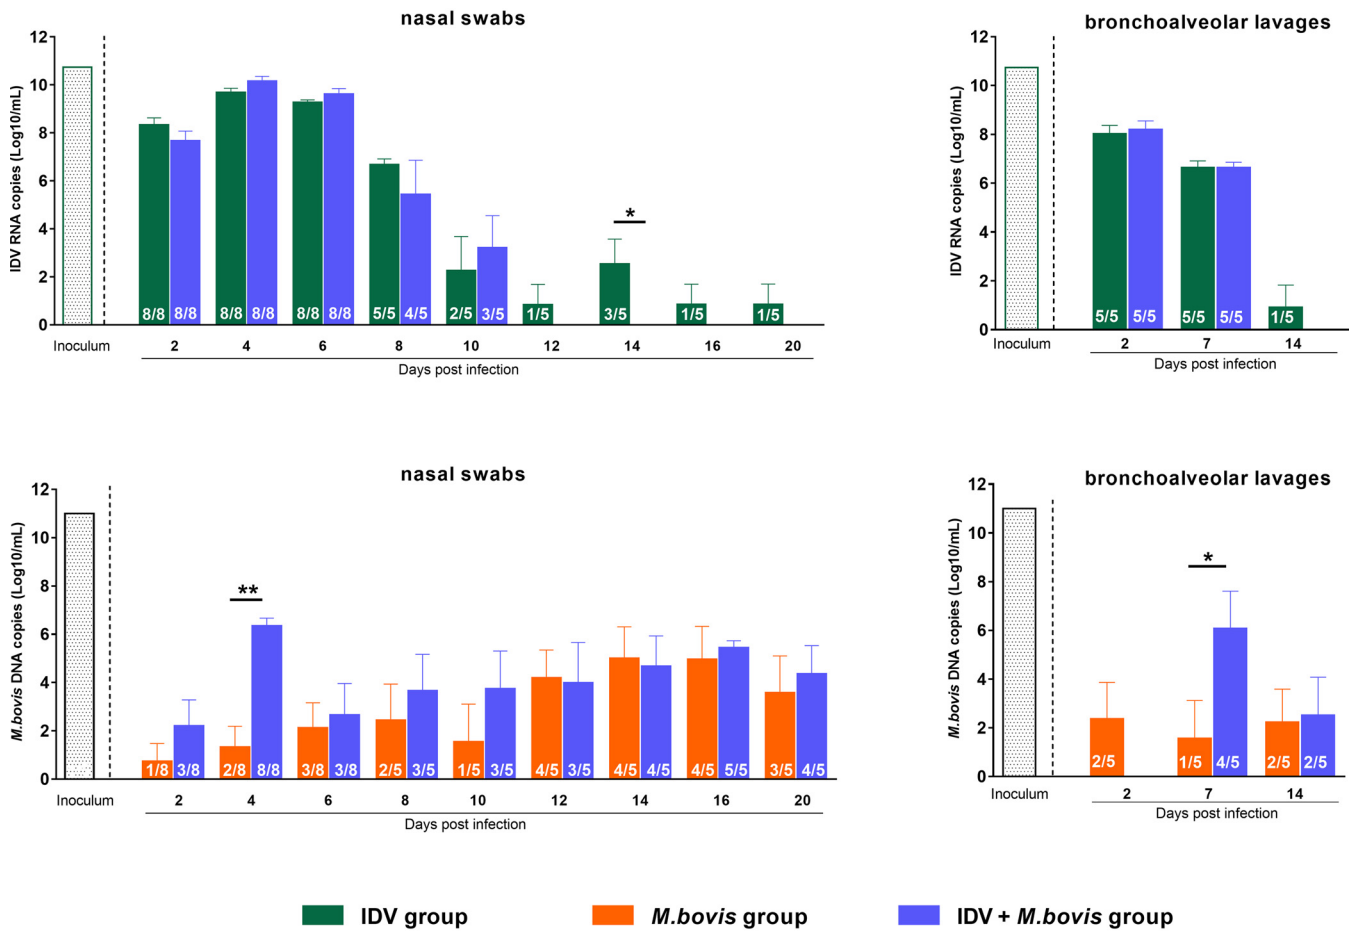 nasal swabs
IDV RNA copies (Log10/mL)
12
10
8
6
4
2
0
*
8/8 8/8 8/8 8/8 8/8 8/8 5/5 4/5 2/5 3/5 1/5 3/5 1/5 1/5
Inoculum 2 4 6 8 10 12 14 16 20
Days post infection
bronchoalveolar lavages
IDV RNA copies (Log10/mL)
12
10
8
6
4
2
0
5/5 5/5 5/5 5/5 1/5
Inoculum 2 7 14
Days post infection
nasal swabs
M.bovis DNA copies (Log10/mL)
12
10
8
6
4
2
0
**
1/8 3/8 2/8 8/8 3/8 3/8 2/5 3/5 1/5 3/5 4/5 3/5 4/5 4/5 4/5 5/5 3/5 4/5
Inoculum 2 4 6 8 10 12 14 16 20
Days post infection
bronchoalveolar lavages
M.bovis DNA copies (Log10/mL)
12
10
8
6
4
2
0
*
2/5 1/5 4/5 2/5 2/5
Inoculum 2 7 14
Days post infection
IDV group M.bovis group IDV + M.bovis group